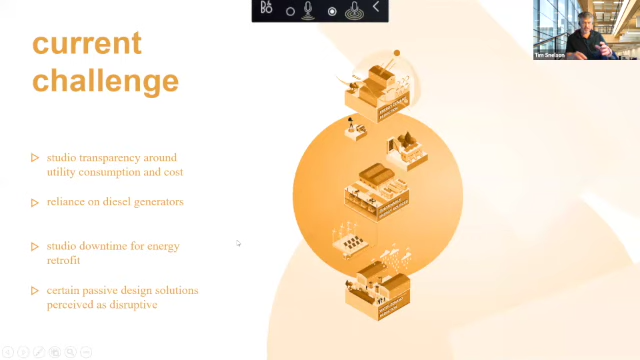 current
challenge
studio transparency around
utility consumption and cost
reliance on diesel generators
studio downtime for energy
retrofit
certain passive design solutions
perceived as disruptive
Tim Snelson